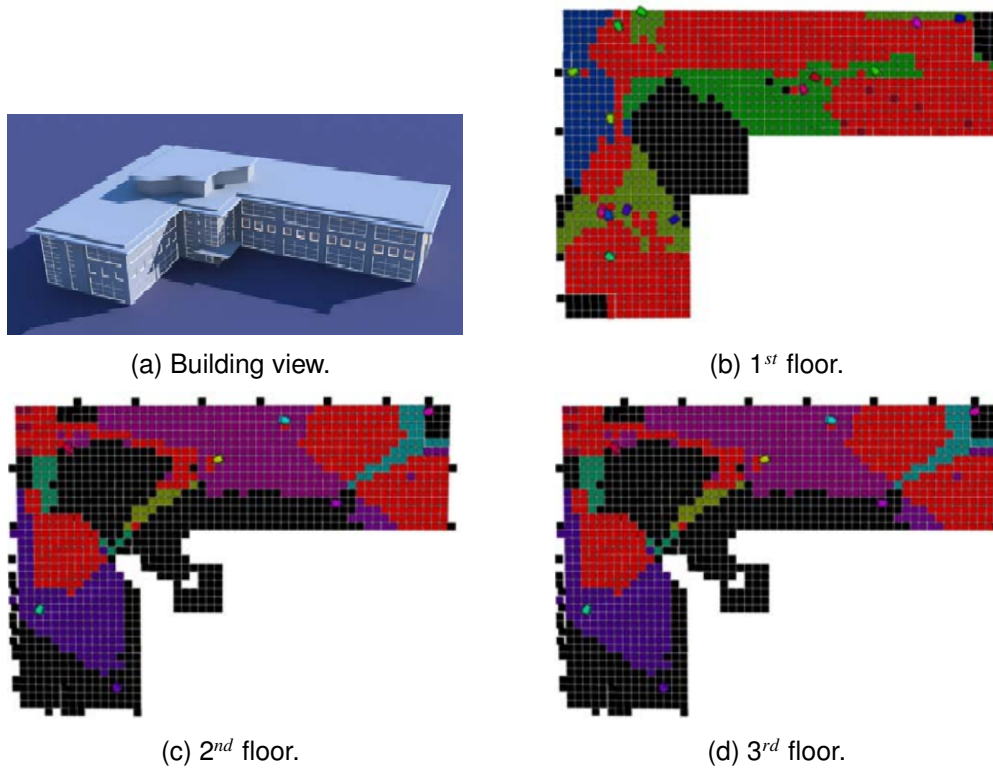 (a) Building view.
(b) 1st floor.
(c) 2nd floor.
(d) 3rd floor.